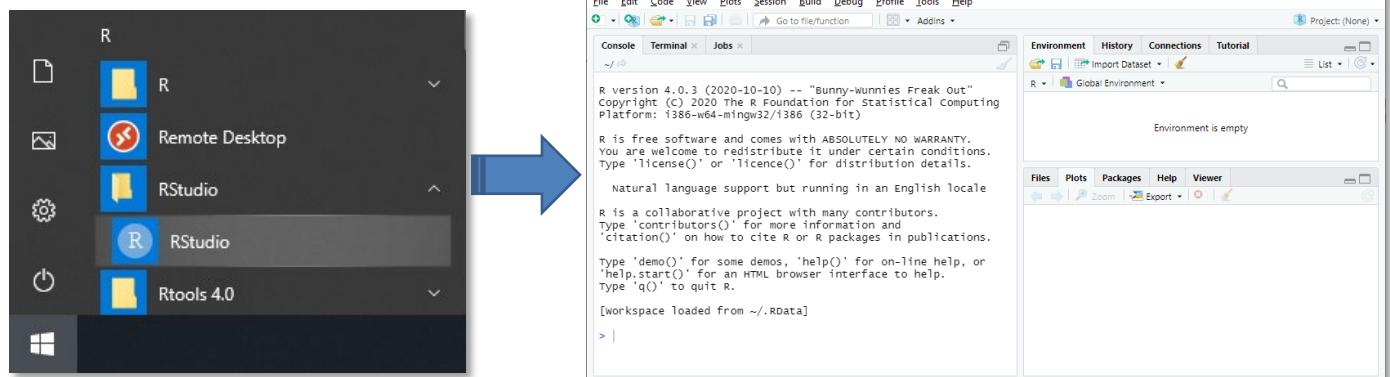 R
R
Remote Desktop
RStudio
RStudio
Rtools 4.0
File Edit Code View Plots Session Build Debug Profile Tools Help
Go to file/function Addins Project: (None)
Console Terminal Jobs
~/
R version 4.0.3 (2020-10-10) -- "Bunny-Wunnies Freak Out"
Copyright (C) 2020 The R Foundation for Statistical Computing
Platform: i386-w64-mingw32/i386 (32-bit)
R is free software and comes with ABSOLUTELY NO WARRANTY.
You are welcome to redistribute it under certain conditions.
Type 'license()' or 'licence()' for distribution details.
Natural language support but running in an English locale
R is a collaborative project with many contributors.
Type 'contributors()' for more information and
'citation()' on how to cite R or R packages in publications.
Type 'demo()' for some demos, 'help()' for on-line help, or
'help.start()' for an HTML browser interface to help.
Type 'q()' to quit R.
[Workspace loaded from ~/.RData]
>
Environment History Connections Tutorial
Import Dataset List
R Global Environment
Environment is empty
Files Plots Packages Help Viewer
Zoom Export